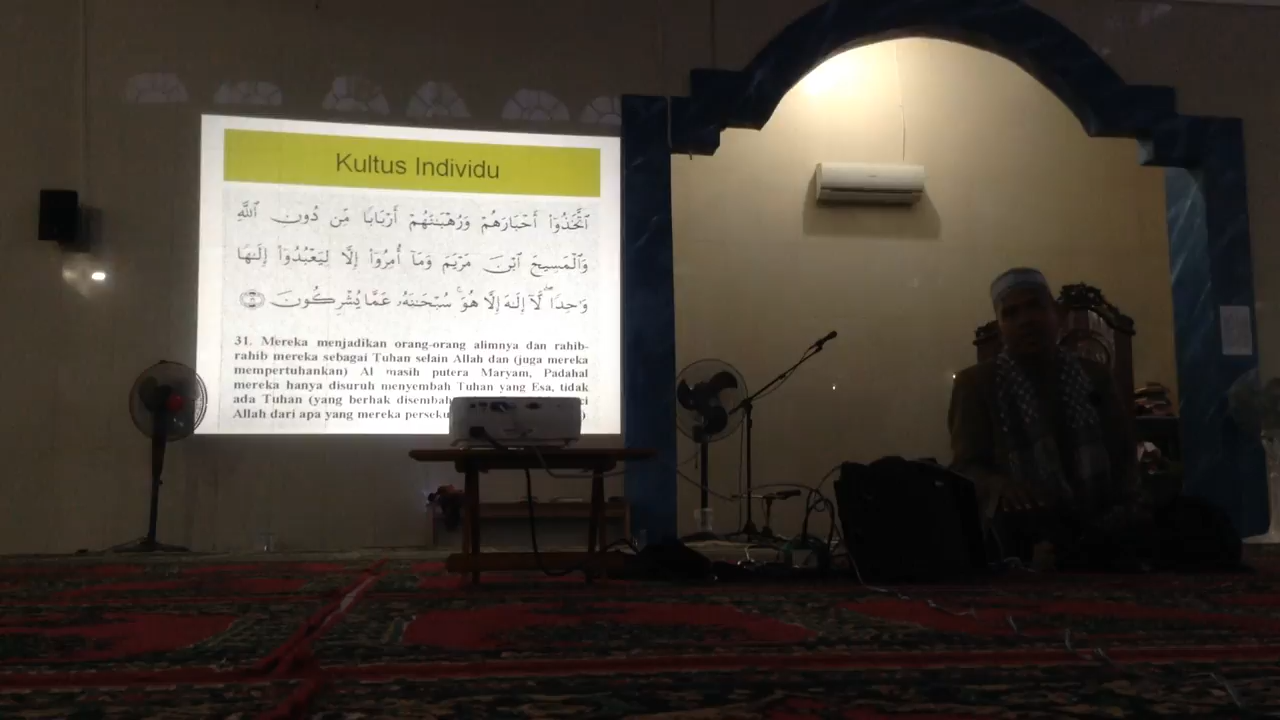 Kultus Individu
ٱتَّخَذُوٓا۟ أَحْبَارَهُمْ وَرُهْبَـٰنَهُمْ أَرْبَابًا مِّن دُونِ ٱللَّهِ
وَٱلْمَسِيحَ ٱبْنَ مَرْيَمَ وَمَآ أُمِرُوٓا۟ إِلَّا لِيَعْبُدُوٓا۟ إِلَـٰهًا
وَٰحِدًا ۖ لَّآ إِلَـٰهَ إِلَّا هُوَ ۚ سُبْحَـٰنَهُۥ عَمَّا يُشْرِكُونَ
31. Mereka menjadikan orang-orang alimnya dan rahib-
rahib mereka sebagai Tuhan selain Allah dan (juga mereka
mempertuhankan) Al masih putera Maryam, Padahal
mereka hanya disuruh menyembah Tuhan yang Esa, tidak
ada Tuhan (yang berhak
Allah dari apa yang mereka